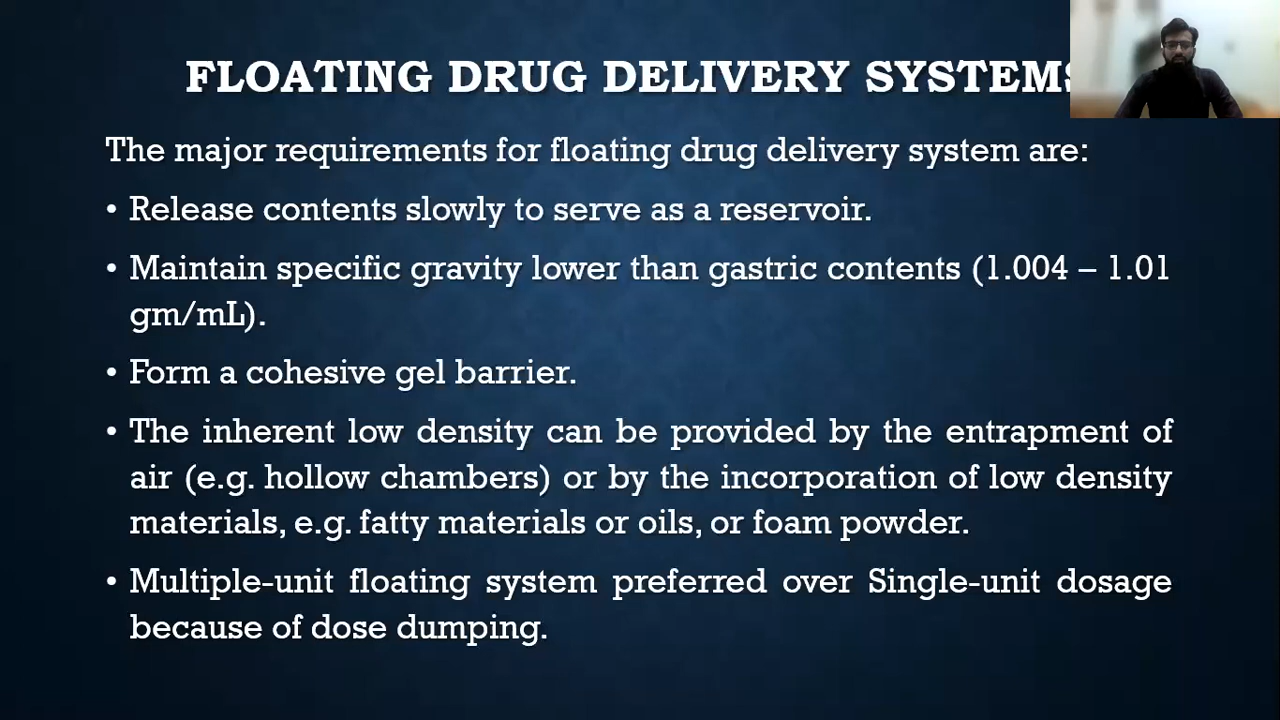 FLOATING DRUG DELIVERY SYSTEMS
The major requirements for floating drug delivery system are:
• Release contents slowly to serve as a reservoir.
• Maintain specific gravity lower than gastric contents (1.004 – 1.01
gm/mL).
• Form a cohesive gel barrier.
• The inherent low density can be provided by the entrapment of
air (e.g. hollow chambers) or by the incorporation of low density
materials, e.g. fatty materials or oils, or foam powder.
• Multiple-unit floating system preferred over Single-unit dosage
because of dose dumping.